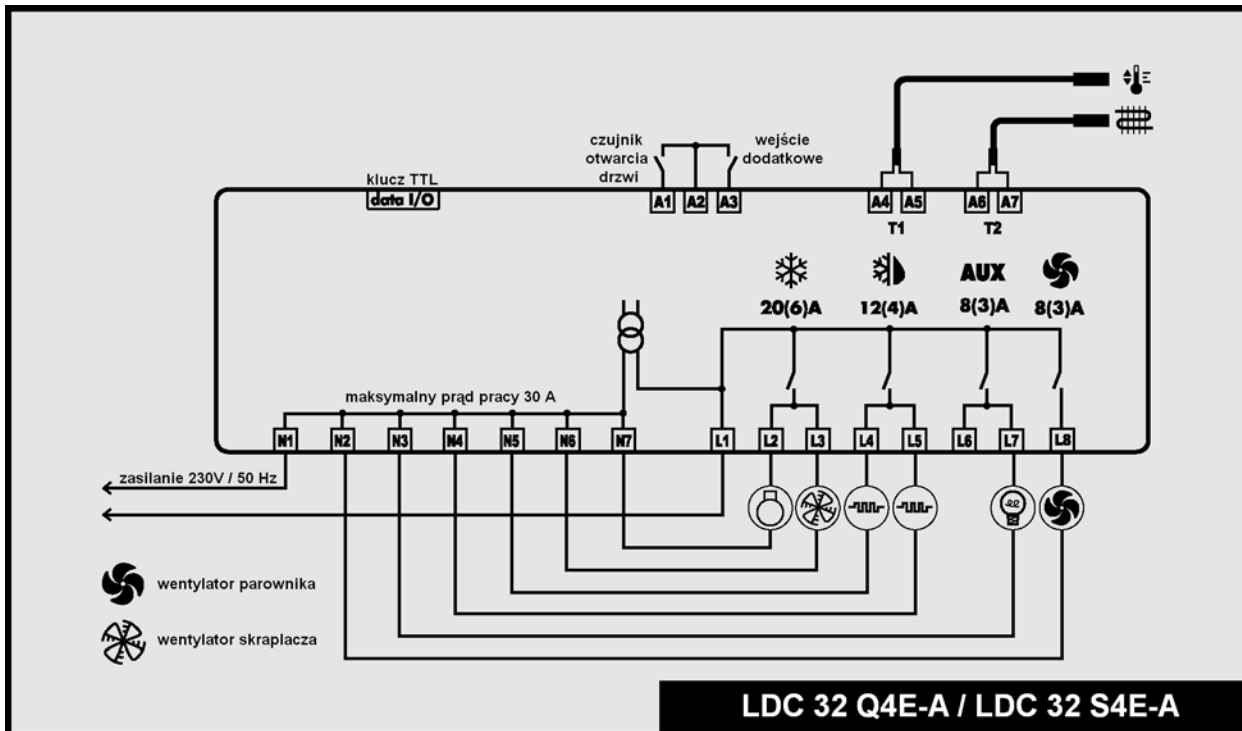 czujnik
otwarcia
drzwi
wejście
dodatkowe
klucz TTL
data I/O
A1 A2 A3 A4 A5 A6 A7
T1 T2
AUX
20(6)A 12(4)A 8(3)A 8(3)A
maksymalny prąd pracy 30 A
N1 N2 N3 N4 N5 N6 N7 L1 L2 L3 L4 L5 L6 L7 L8
zasilanie 230V / 50 Hz
wentylator parownika
wentylator skraplacza
LDC 32 Q4E-A / LDC 32 S4E-A